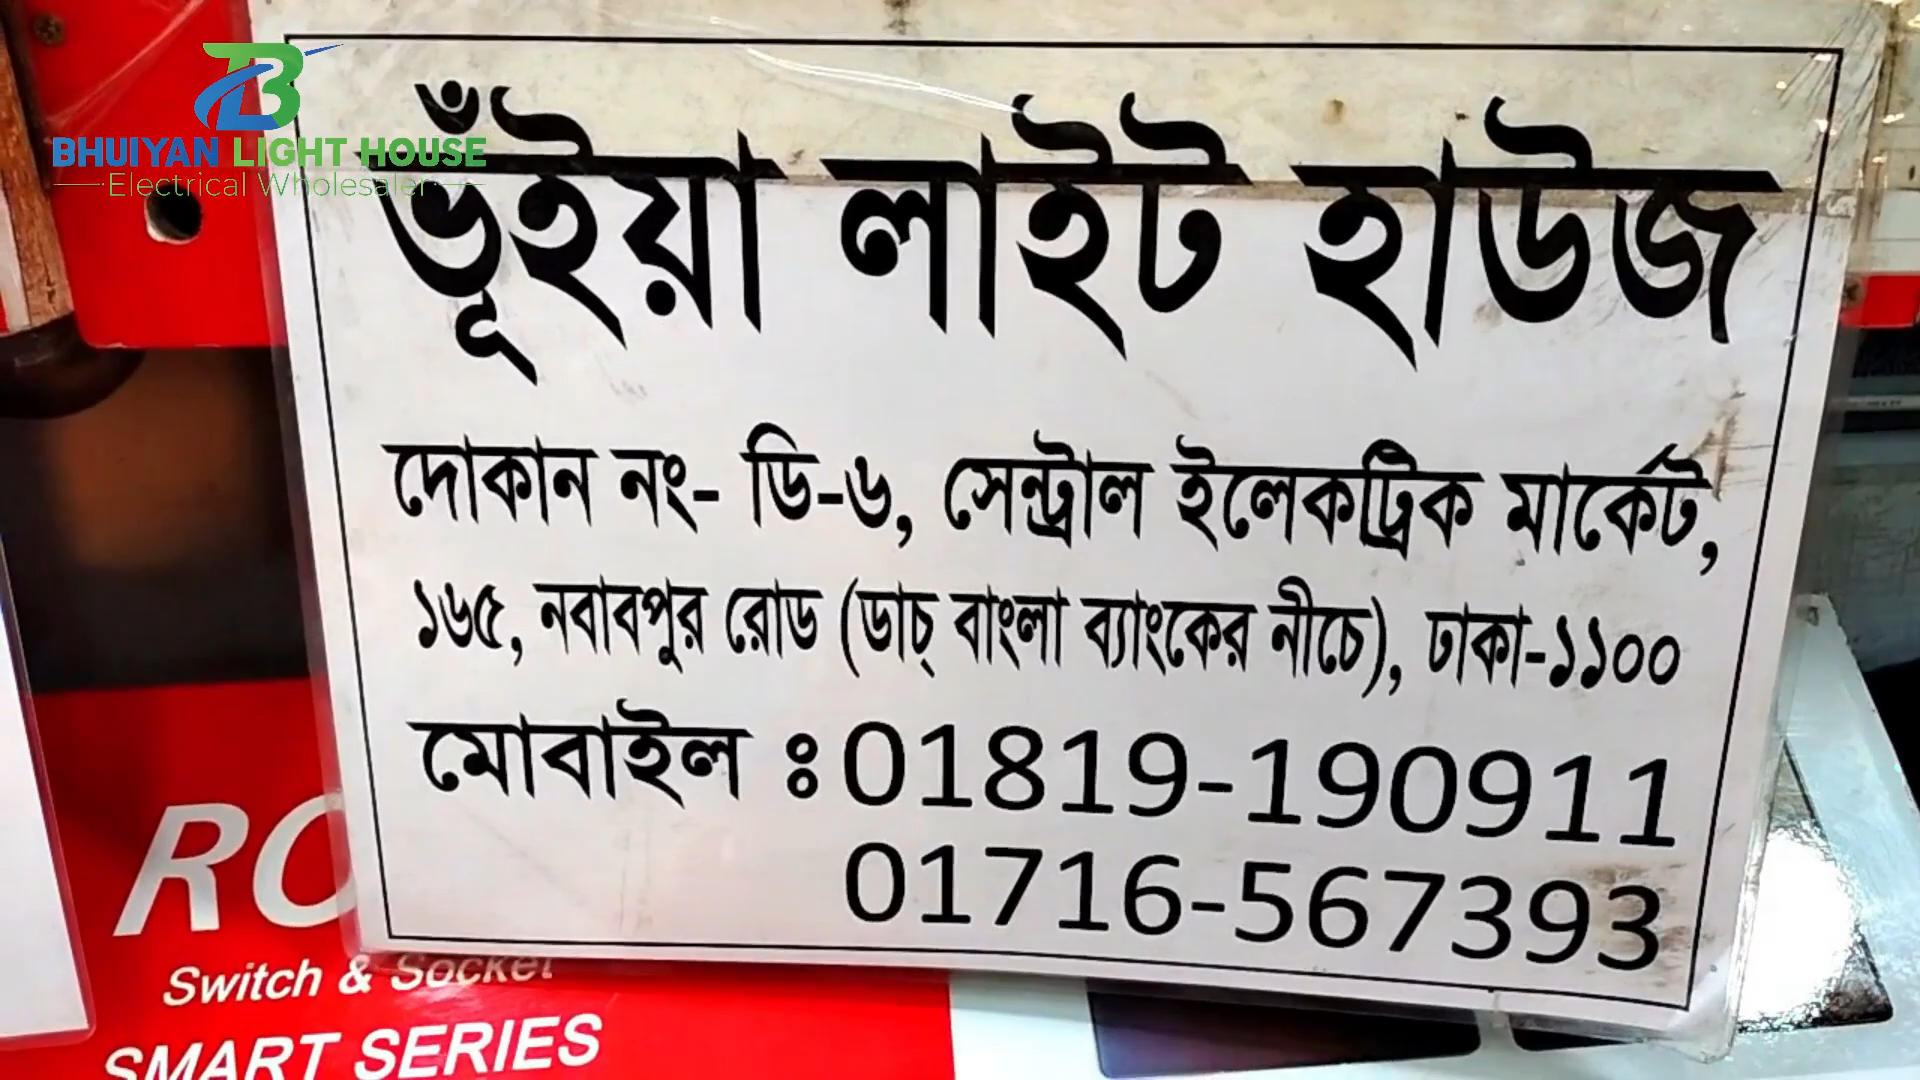 BHUIYAN LIGHT HOUSE
Electrical Wholesaler
ভূঁইয়া লাইট হাউজ
দোকান নং- ডি-৬, সেন্ট্রাল ইলেকট্রিক মার্কেট,
১৬৫, নবাবপুর রোড (ডাচ্ বাংলা ব্যাংকের নীচে), ঢাকা-১১০০
মোবাইল ঃ 01819-190911
01716-567393
Switch & Socket
SMART SERIES